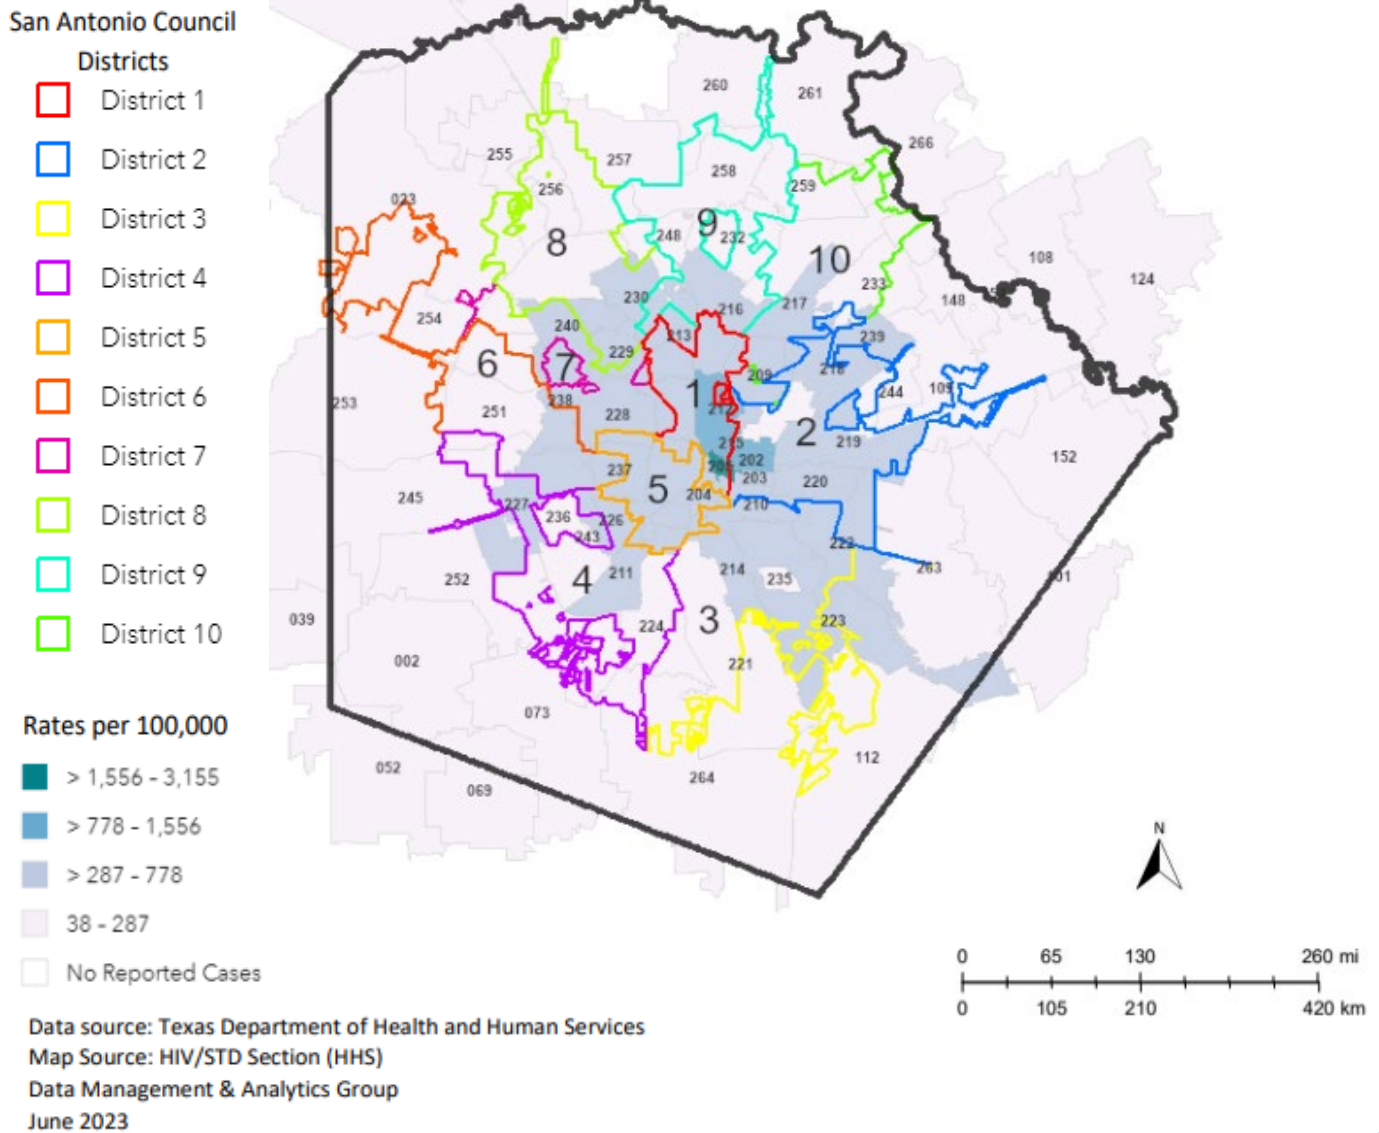 San Antonio Council
Districts
District 1
District 2
District 3
District 4
District 5
District 6
District 7
District 8
District 9
District 10
Rates per 100,000
> 1,556 - 3,155
> 778 - 1,556
> 287 - 778
38 - 287
No Reported Cases
Data source: Texas Department of Health and Human Services
Map Source: HIV/STD Section (HHS)
Data Management & Analytics Group
June 2023
260
261
266
255
257
258
259
256
023
9
248
232
8
10
108
124
233
148
230
216
217
254
240
213
239
229
6
7
209
218
1
244
109
253
238
251
228
212
2
219
215
152
202
237
205
203
220
5
204
245
227
210
236
226
243
222
263
214
235
252
4
211
101
3
039
224
223
002
221
073
112
052
264
069
N
0 65 130 260 mi
0 105 210 420 km